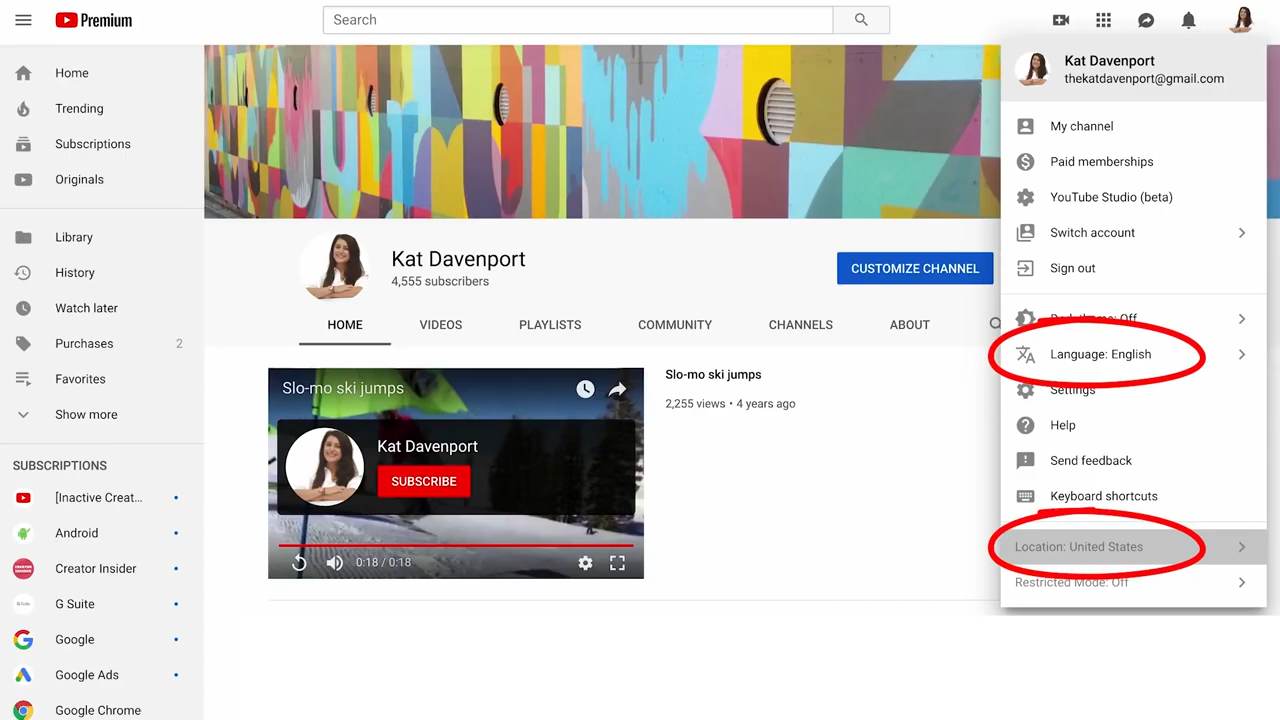 Premium
Search
Home
Trending
Subscriptions
Originals
Library
History
Watch later
Purchases 2
Favorites
Show more
SUBSCRIPTIONS
[Inactive Creat...
Android
Creator Insider
G Suite
Google
Google Ads
Google Chrome
Kat Davenport
4,555 subscribers
CUSTOMIZE CHANNEL
HOME VIDEOS PLAYLISTS COMMUNITY CHANNELS ABOUT
Slo-mo ski jumps
Kat Davenport
SUBSCRIBE
0:18 / 0:18
Slo-mo ski jumps
2,255 views • 4 years ago
Kat Davenport
thekatdavenport@gmail.com
My channel
Paid memberships
YouTube Studio (beta)
Switch account
Sign out
Dark theme: Off
Language: English
Settings
Help
Send feedback
Keyboard shortcuts
Location: United States
Restricted Mode: Off